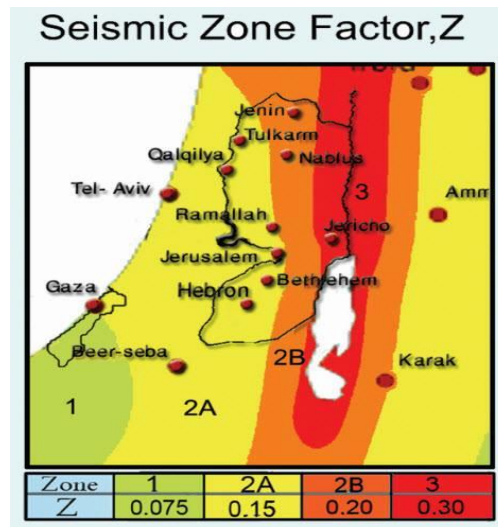 Seismic Zone Factor,Z
Jenin
Tulkarm
Qalqilya
Nablus
Tel- Aviv
3
Amm
Ramallah
Jericho
Jerusalem
Bethlehem
Gaza
Hebron
Beer-seba
2B
Karak
1
2A
Zone 1 2A 2B 3
Z 0.075 0.15 0.20 0.30